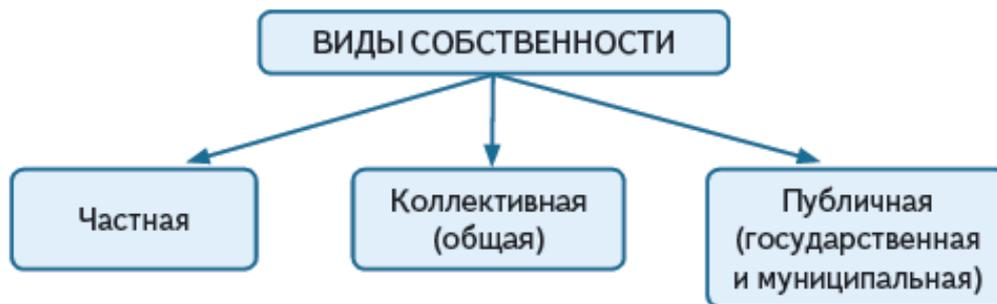 ВИДЫ СОБСТВЕННОСТИ
Частная
Коллективная
(общая)
Публичная
(государственная
и муниципальная)